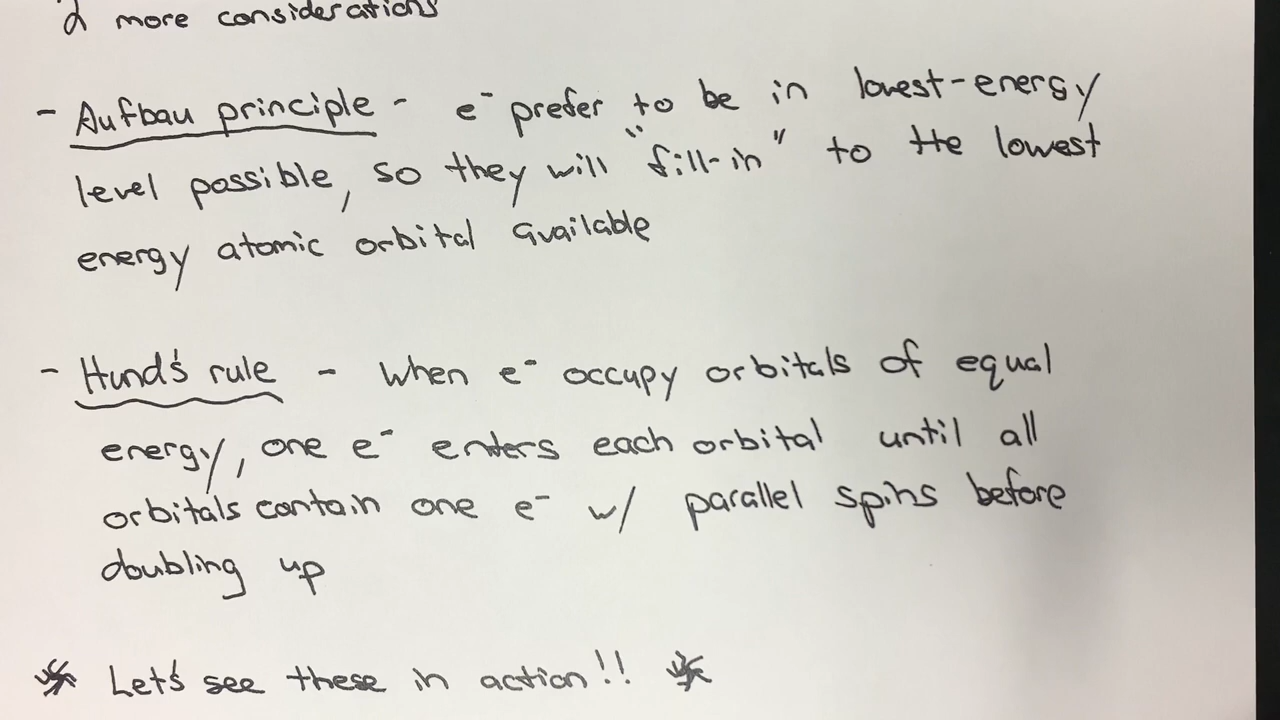 2 more considerations
- Aufbau principle - e⁻ prefer to be in lowest-energy
level possible, so they will "fill-in" to the lowest
energy atomic orbital available
- Hund's rule - When e⁻ occupy orbitals of equal
energy, one e⁻ enters each orbital until all
orbitals contain one e⁻ w/ parallel spins before
doubling up
* Let's see these in action!! *